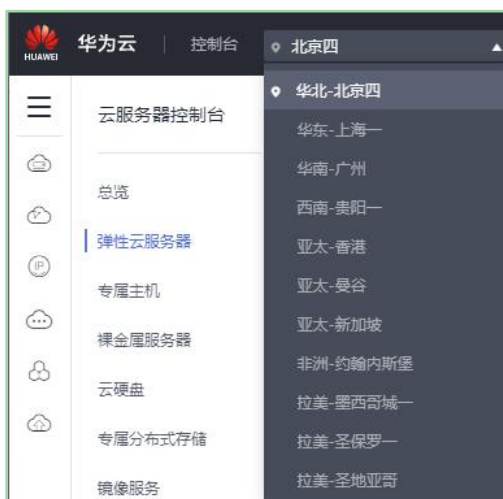 HUAWEI
华为云
控制台
北京四
云服务器控制台
总览
弹性云服务器
专属主机
裸金属服务器
云硬盘
专属分布式存储
镜像服务
华北-北京四
华东-上海一
华南-广州
西南-贵阳一
亚太-香港
亚太-曼谷
亚太-新加坡
非洲-约翰内斯堡
拉美-墨西哥城一
拉美-圣保罗一
拉美-圣地亚哥
IP